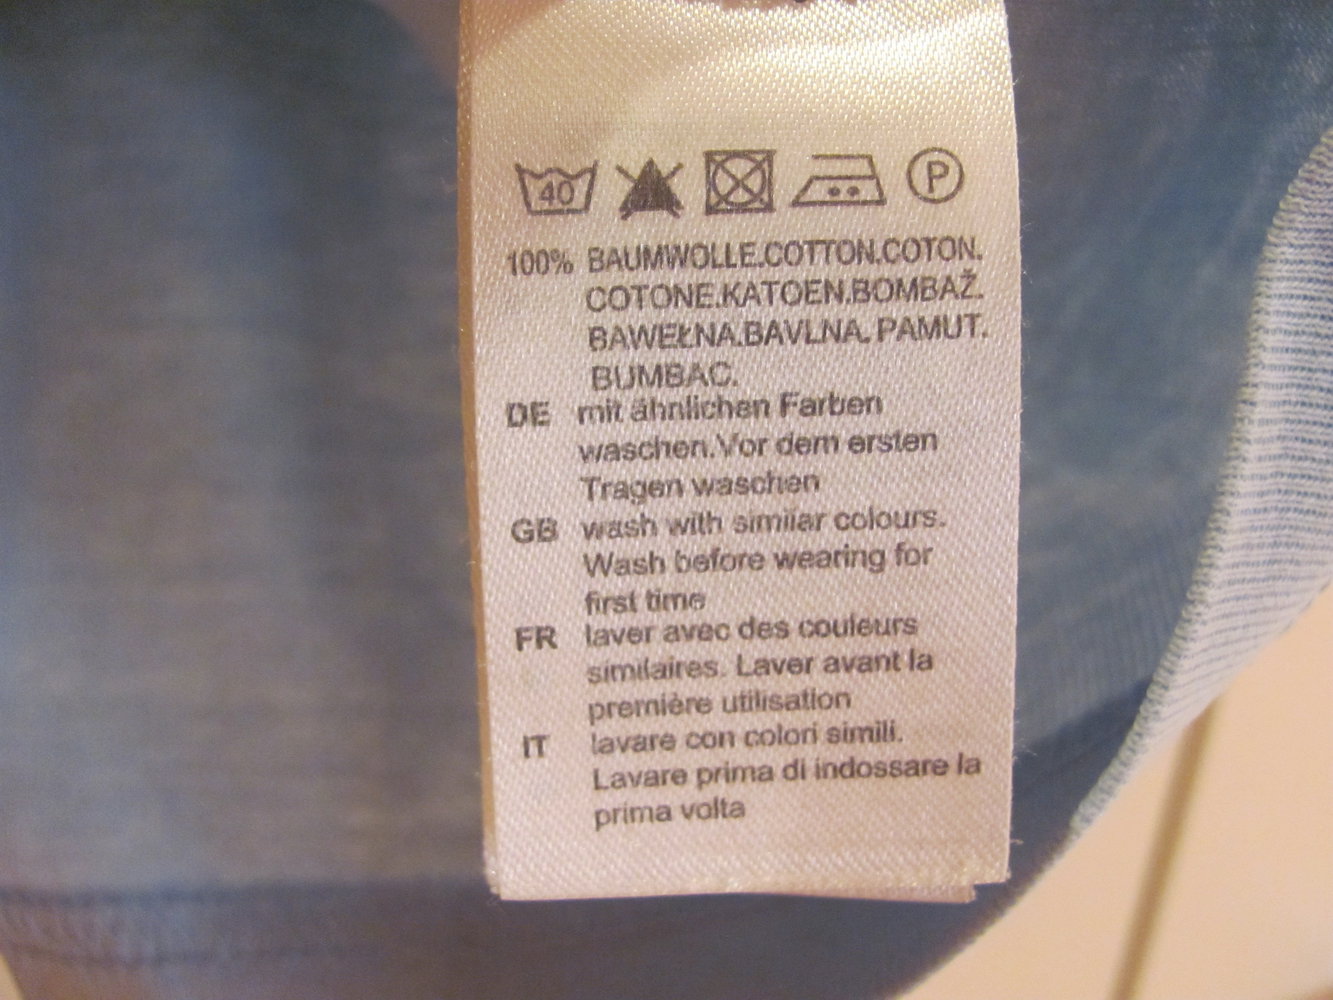 40 P
100% BAUMWOLLE.COTTON.COTON.
COTONE.KATOEN.BOMBAŽ.
BAWEŁNA.BAVLNA. PAMUT.
BUMBAC.
DE mit ähnlichen Farben
waschen.Vor dem ersten
Tragen waschen
GB wash with similar colours.
Wash before wearing for
first time
FR laver avec des couleurs
similaires. Laver avant la
première utilisation
IT lavare con colori simili.
Lavare prima di indossare la
prima volta